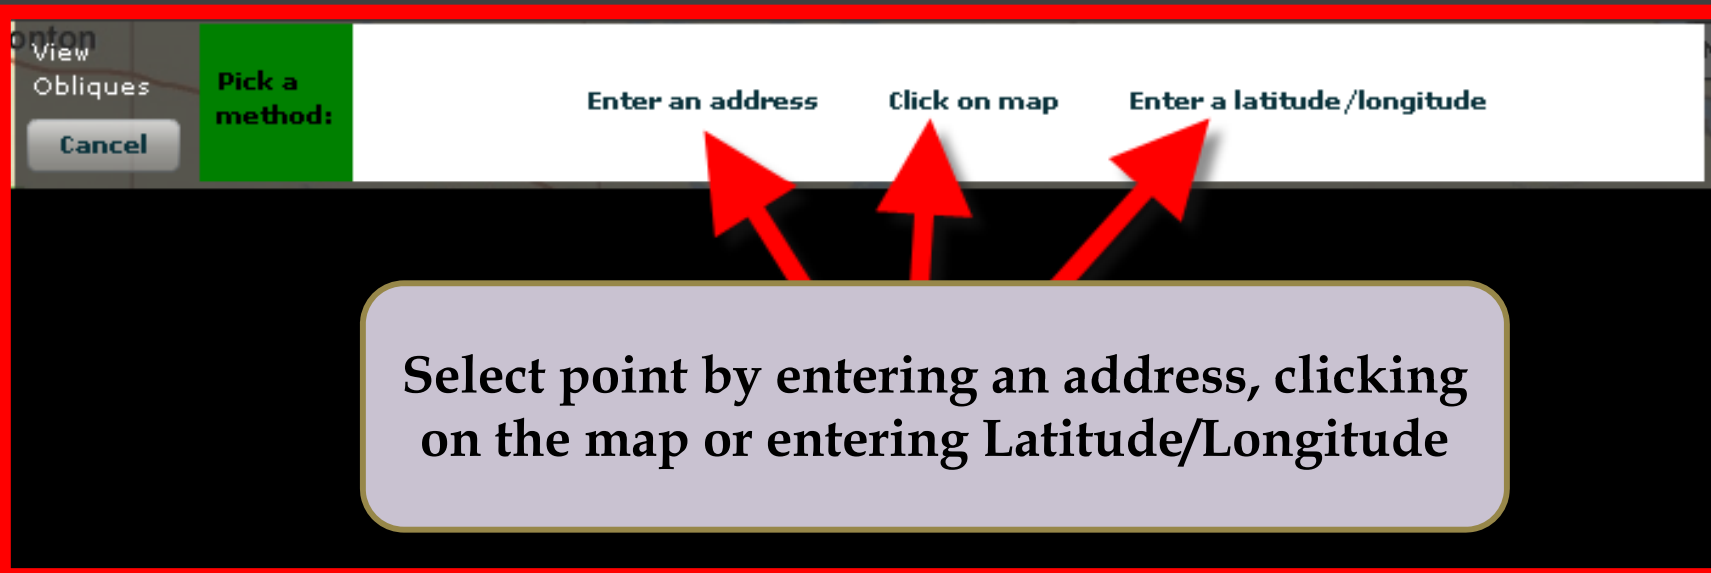 onton
View
Obliques
Cancel
Pick a
method:
Enter an address
Click on map
Enter a latitude/longitude
Select point by entering an address, clicking
on the map or entering Latitude/Longitude